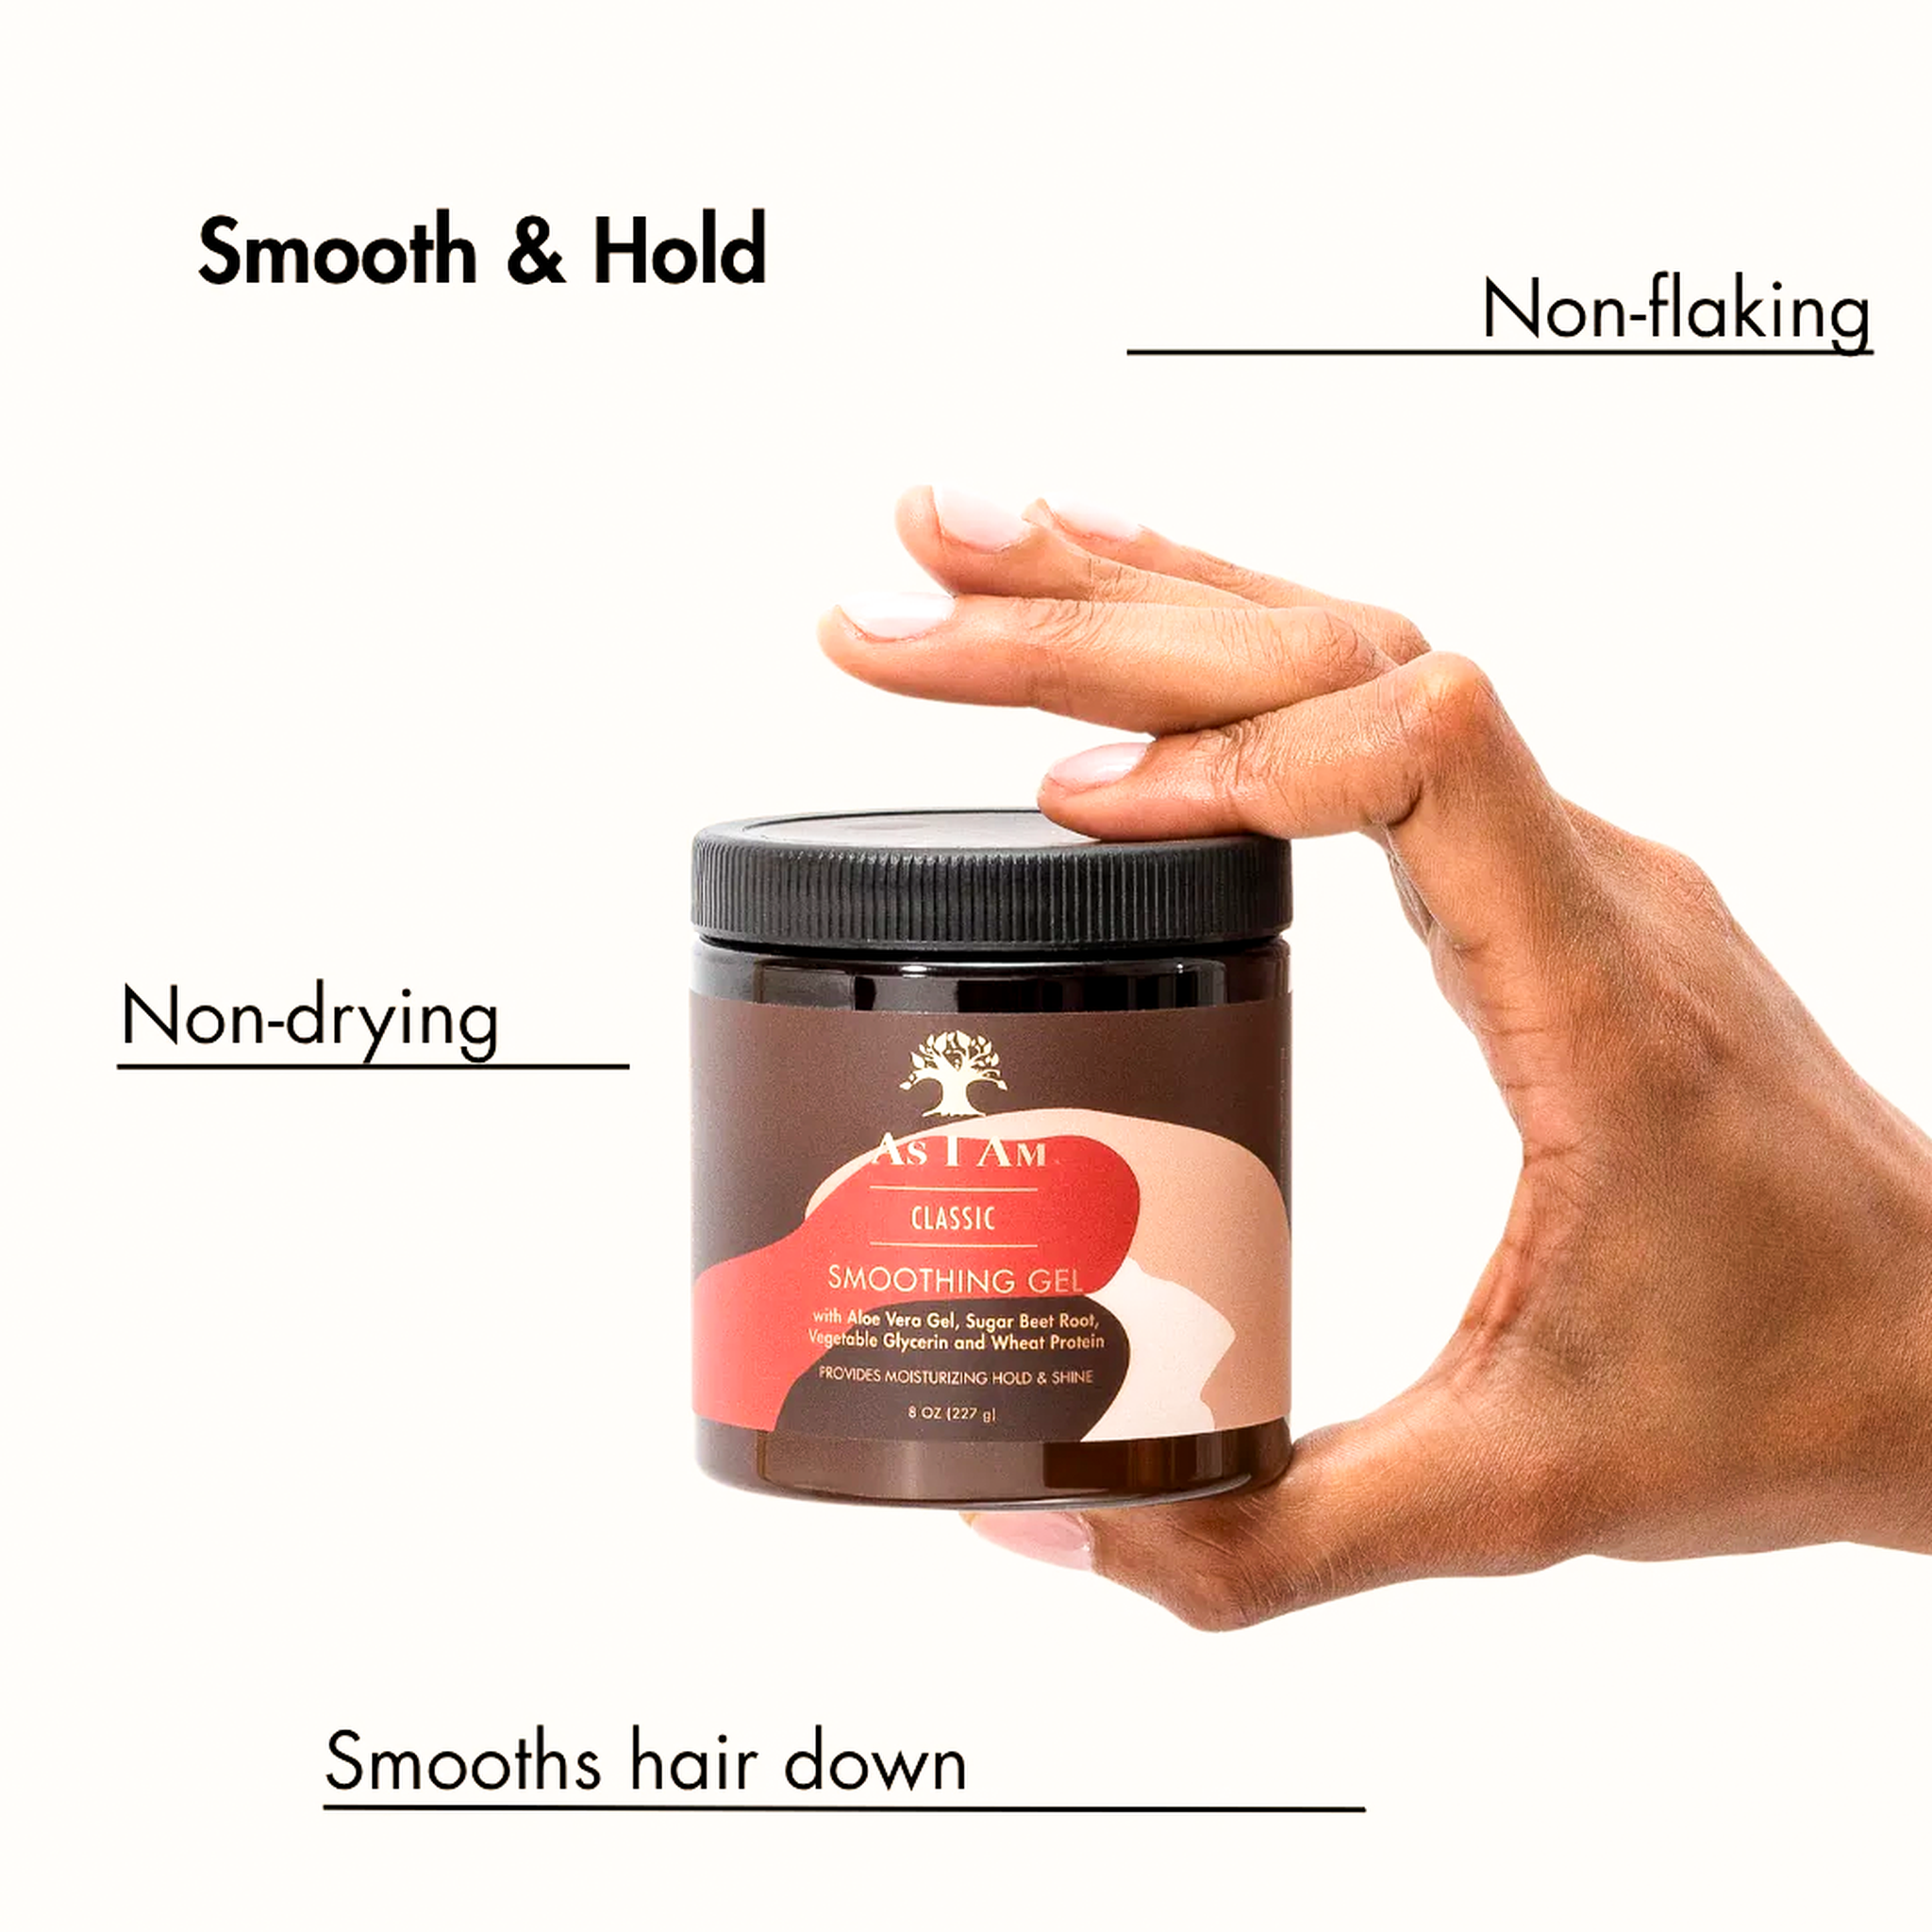 Smooth & Hold
Non-flaking
Non-drying
As I Am
CLASSIC
SMOOTHING GEL
with Aloe Vera Gel, Sugar Beet Root,
Vegetable Glycerin and Wheat Protein
PROVIDES MOISTURIZING HOLD & SHINE
8 OZ (227 g)
Smooths hair down